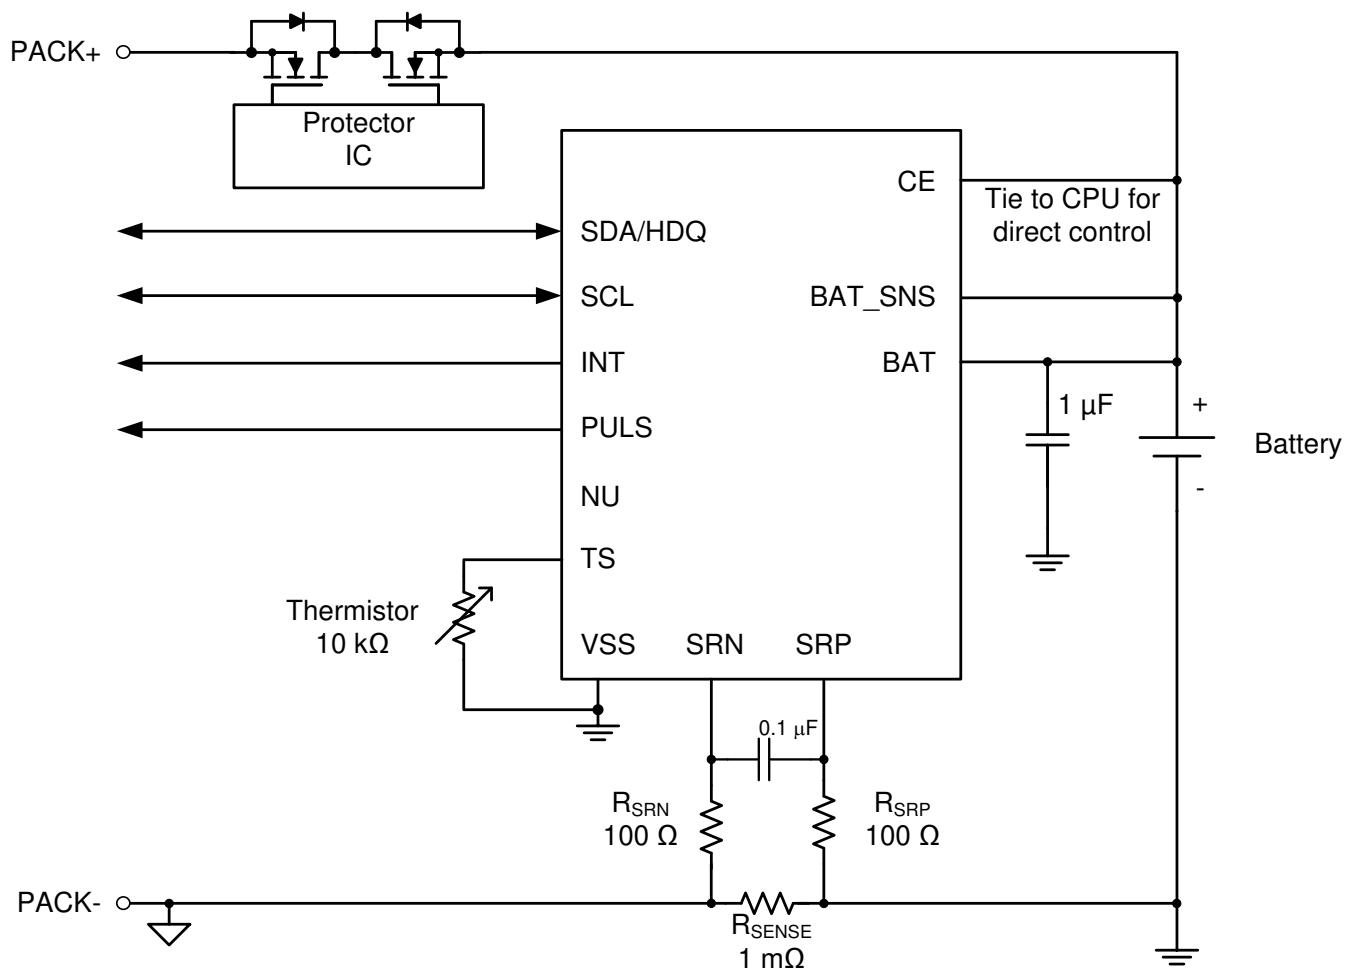 PACK+
Protector
IC
CE
Tie to CPU for
direct control
SDA/HDQ
SCL
BAT_SNS
INT
BAT
1 µF
+
Battery
-
PULS
NU
TS
Thermistor
10 kΩ
VSS
SRN
SRP
0.1 µF
RSRN
100 Ω
RSRP
100 Ω
PACK-
RSENSE
1 mΩ